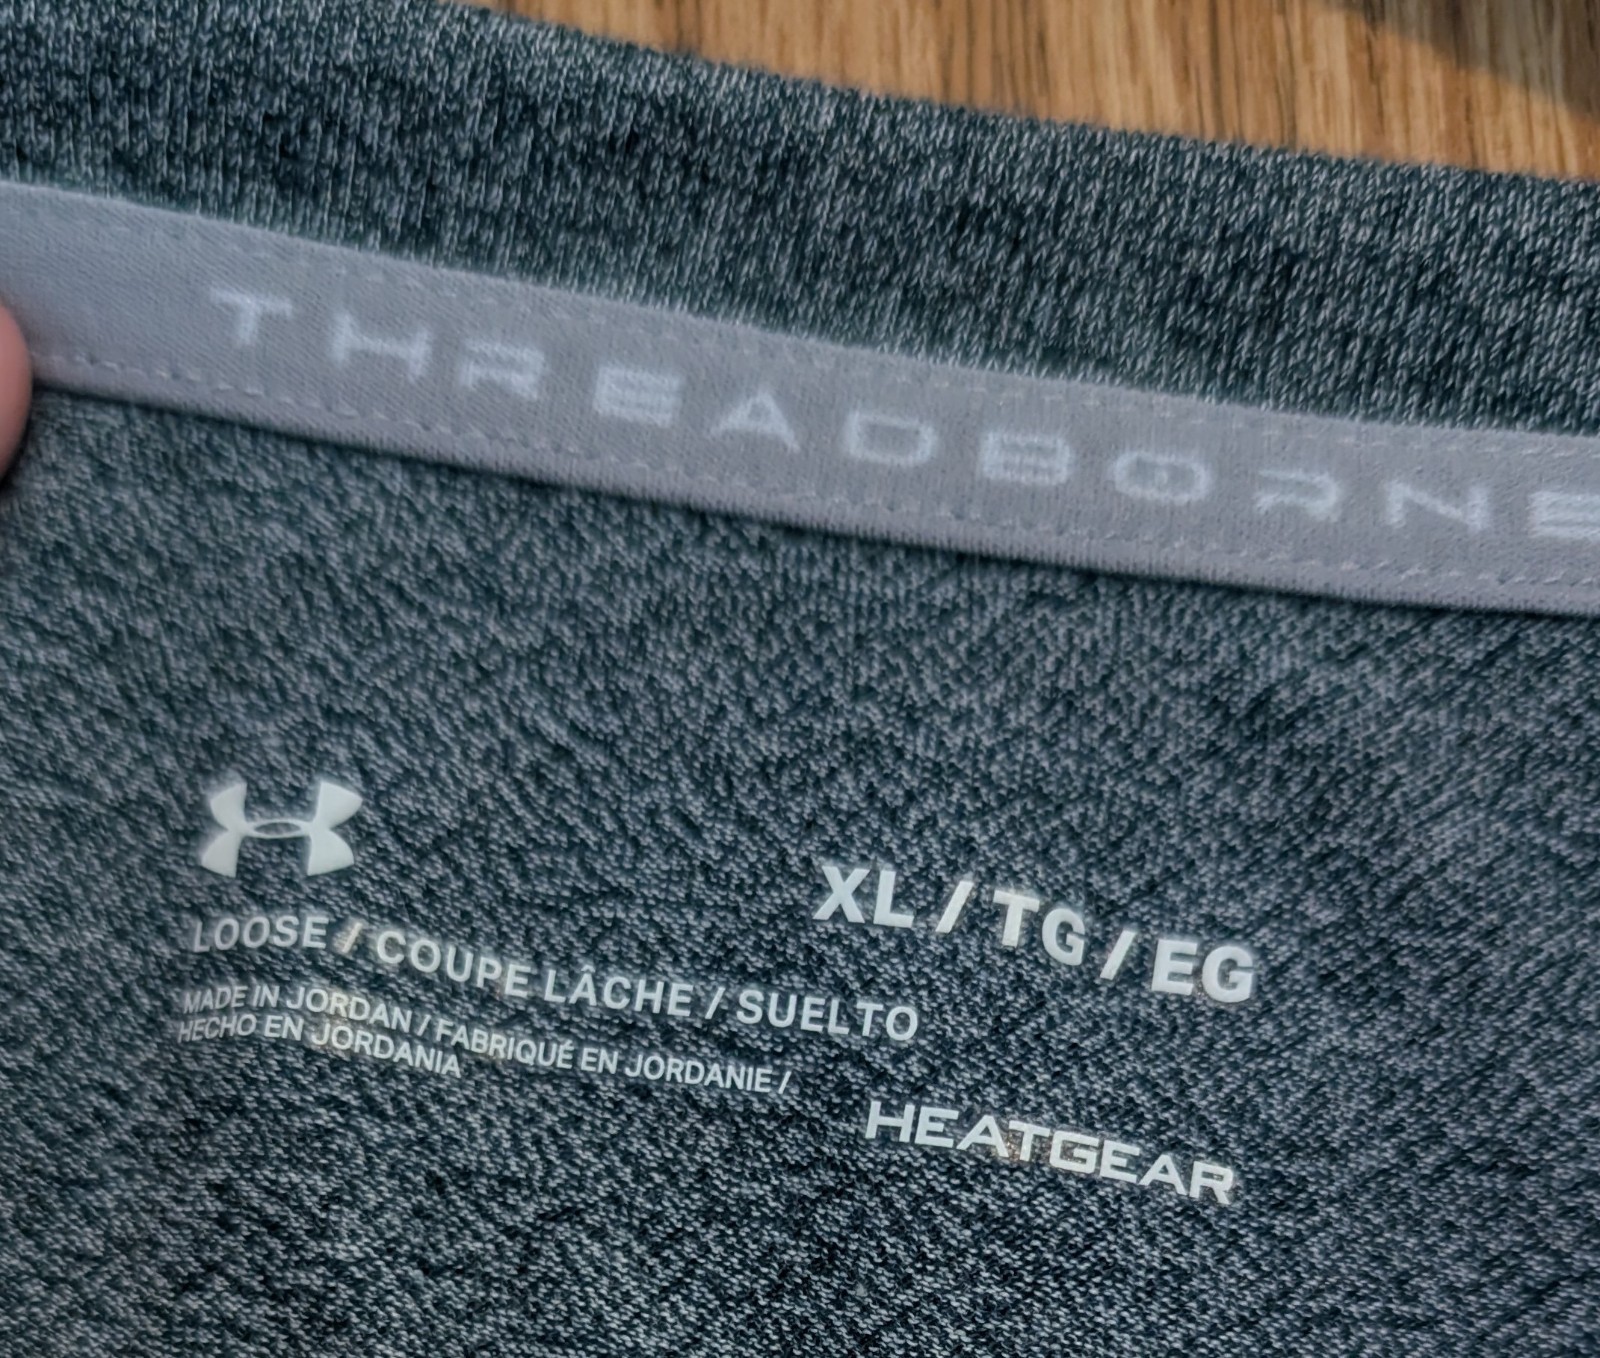 THREADBORNE
XL / TG / EG
LOOSE / COUPE LÂCHE / SUELTO
MADE IN JORDAN / FABRIQUÉ EN JORDANIE /
HECHO EN JORDANIA
HEATGEAR